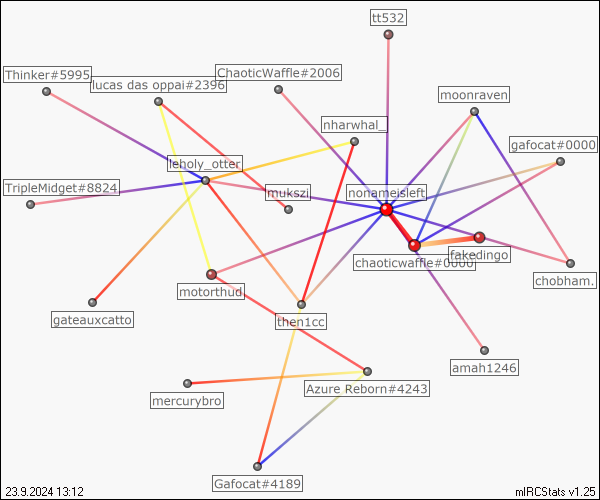 tt532
Thinker#5995
ChaoticWaffle#2006
lucas das oppai#2396
moonraven
nharwhal_
gafocat#0000
leholy_otter
TripleMidget#8824
mukszi
nonameisleft
fakedingo
chaoticwaffle#0000
chobham.
motorthud
gateauxcatto
then1cc
amah1246
Azure Reborn#4243
mercurybro
Gafocat#4189
23.9.2024 13:12
mIRCStats v1.25